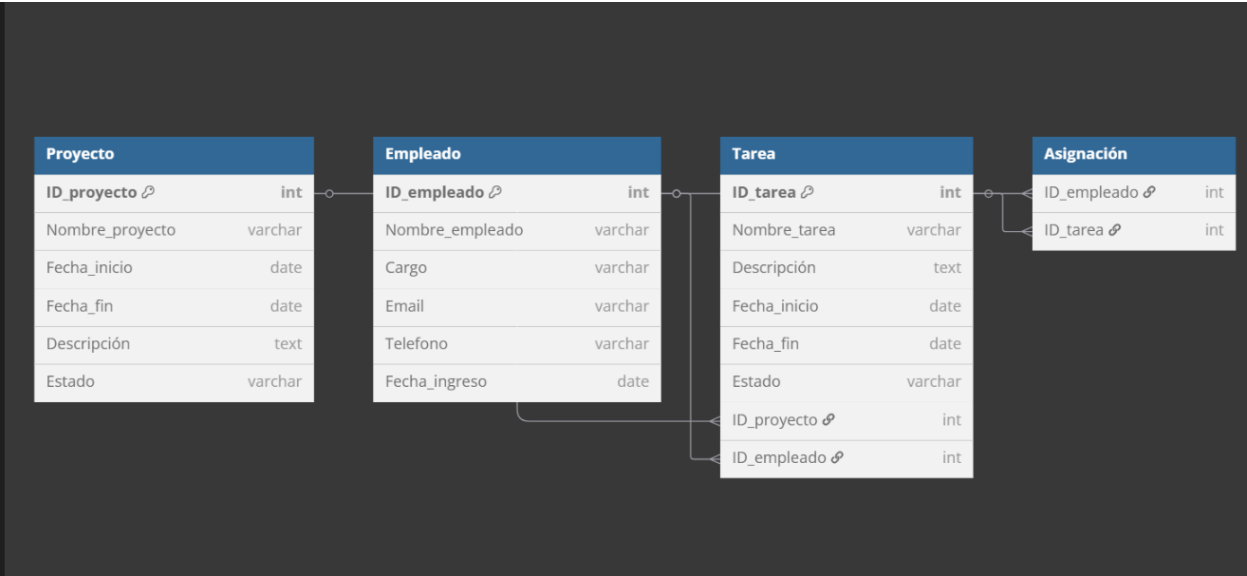 Proyecto
ID_proyecto int
Nombre_proyecto varchar
Fecha_inicio date
Fecha_fin date
Descripción text
Estado varchar
Empleado
ID_empleado int
Nombre_empleado varchar
Cargo varchar
Email varchar
Telefono varchar
Fecha_ingreso date
Tarea
ID_tarea int
Nombre_tarea varchar
Descripción text
Fecha_inicio date
Fecha_fin date
Estado varchar
ID_proyecto int
ID_empleado int
Asignación
ID_empleado int
ID_tarea int